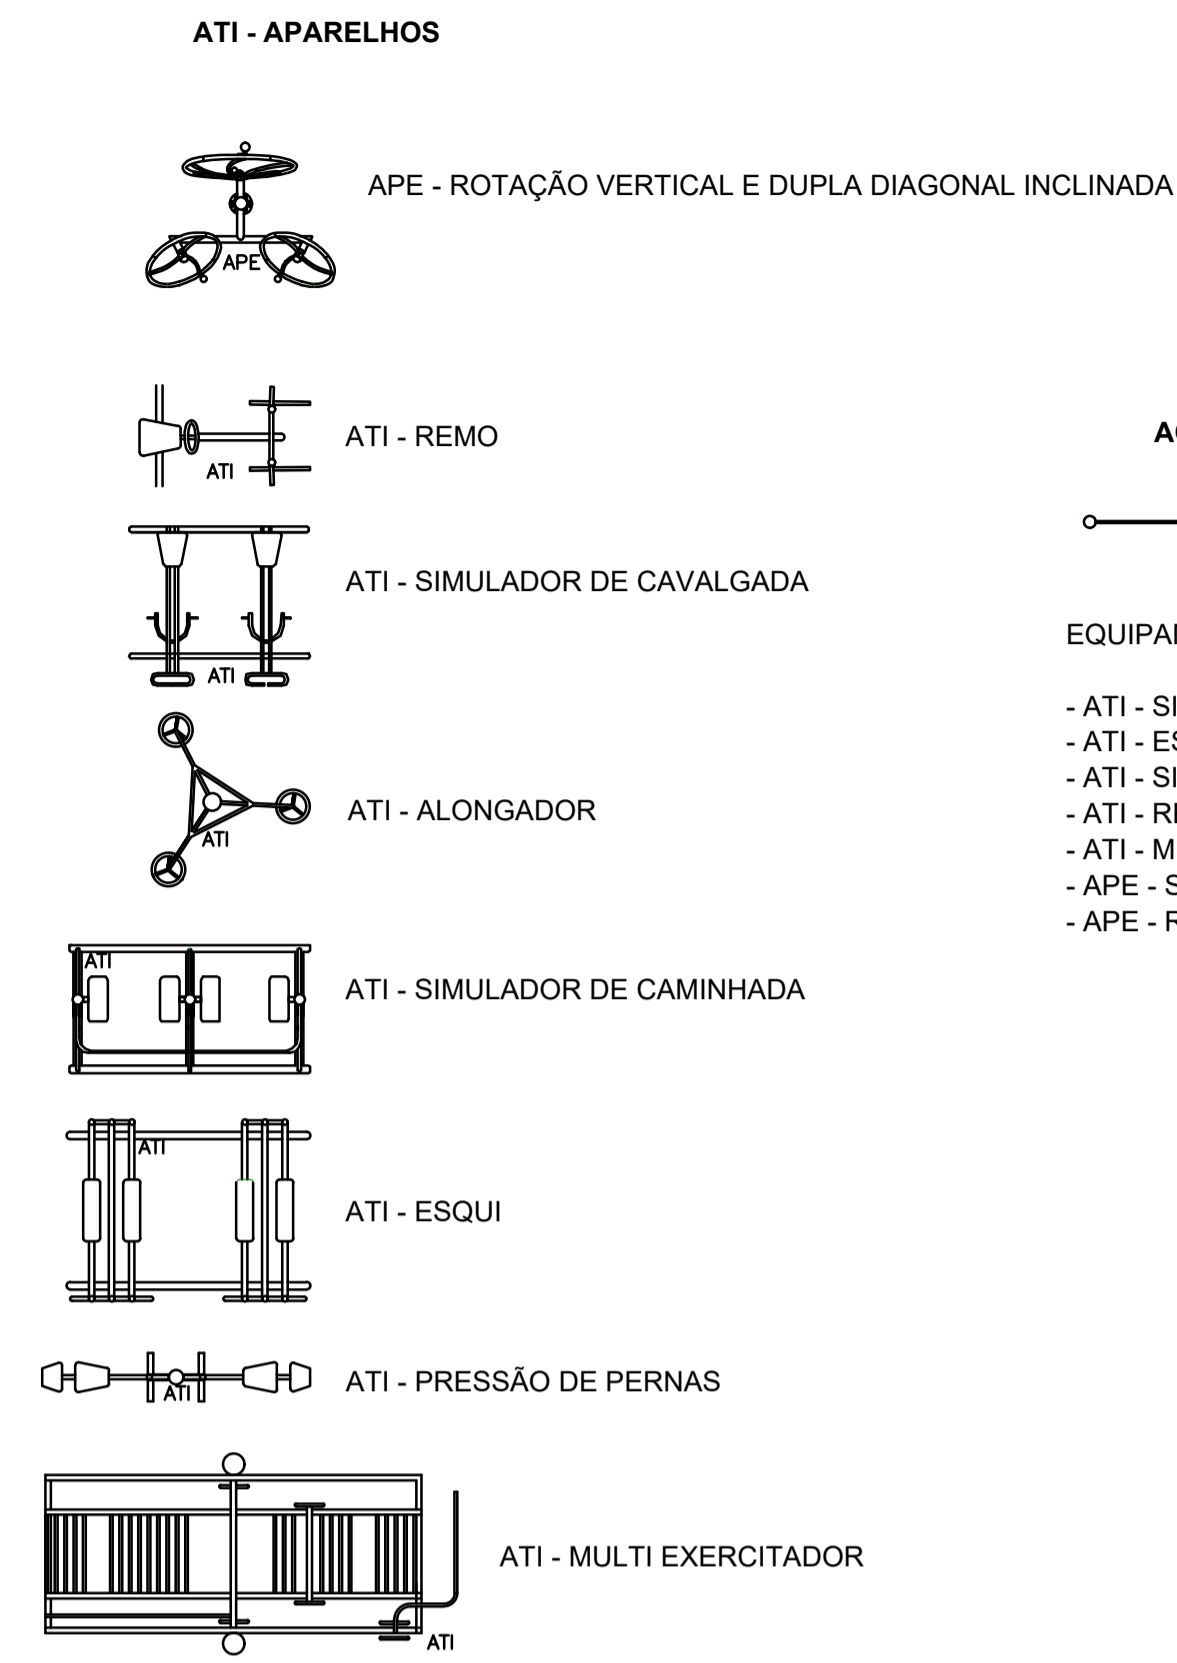 ATI - APARELHOS
APE - ROTAÇÃO VERTICAL E DUPLA DIAGONAL INCLINADA
APE
ATI - REMO
ATI
ATI - SIMULADOR DE CAVALGADA
ATI
ATI - ALONGADOR
ATI
ATI
ATI - SIMULADOR DE CAMINHADA
ATI
ATI - ESQUI
ATI - PRESSÃO DE PERNAS
ATI
ATI - MULTI EXERCITADOR
ATI
- ATI -
- ATI -
- ATI -
- ATI -
- ATI -
- APE -
- APE -